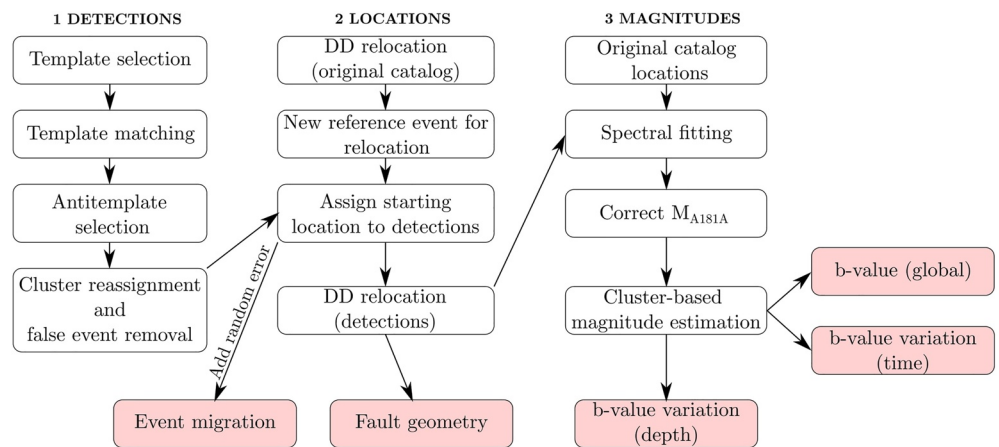 1 DETECTIONS
Template selection
Template matching
Antitemplate
selection
Cluster reassignment
and
false event removal
2 LOCATIONS
DD relocation
(original catalog)
New reference event for
relocation
Assign starting
location to detections
DD relocation
(detections)
Add random error
Event migration
Fault geometry
3 MAGNITUDES
Original catalog
locations
Spectral fitting
Correct M_A181A
Cluster-based
magnitude estimation
b-value (global)
b-value variation
(time)
b-value variation
(depth)